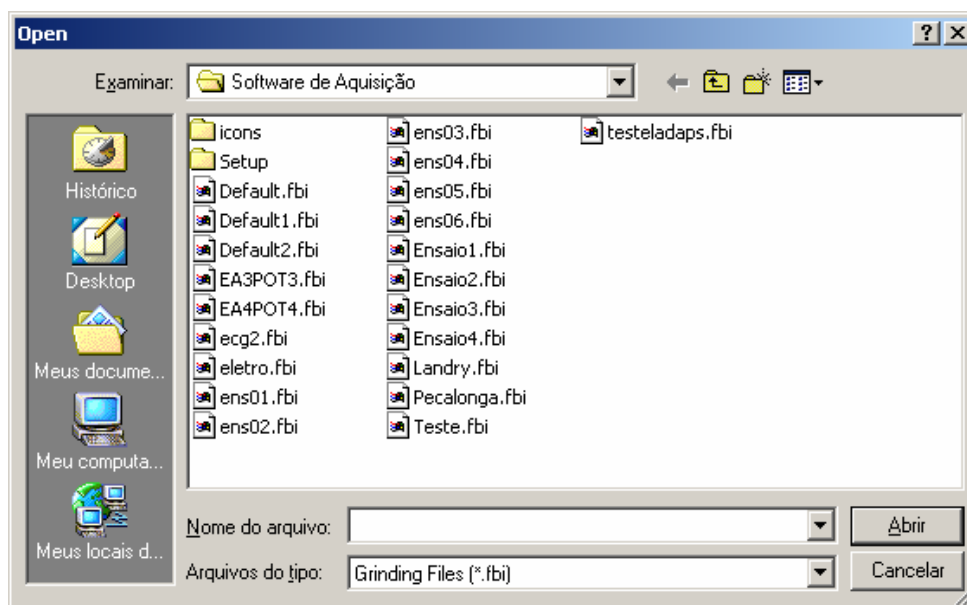 Open
Examinar:
Software de Aquisição
Histórico
Desktop
Meus docume...
Meu computa...
Meus locais d...
icons
Setup
Default.fbi
Default1.fbi
Default2.fbi
EA3POT3.fbi
EA4POT4.fbi
ecg2.fbi
eletro.fbi
ens01.fbi
ens02.fbi
ens03.fbi
ens04.fbi
ens05.fbi
ens06.fbi
Ensaio1.fbi
Ensaio2.fbi
Ensaio3.fbi
Ensaio4.fbi
Landry.fbi
Pecalonga.fbi
Teste.fbi
testeladaps.fbi
Nome do arquivo:
Abrir
Arquivos do tipo:
Grinding Files (*.fbi)
Cancelar